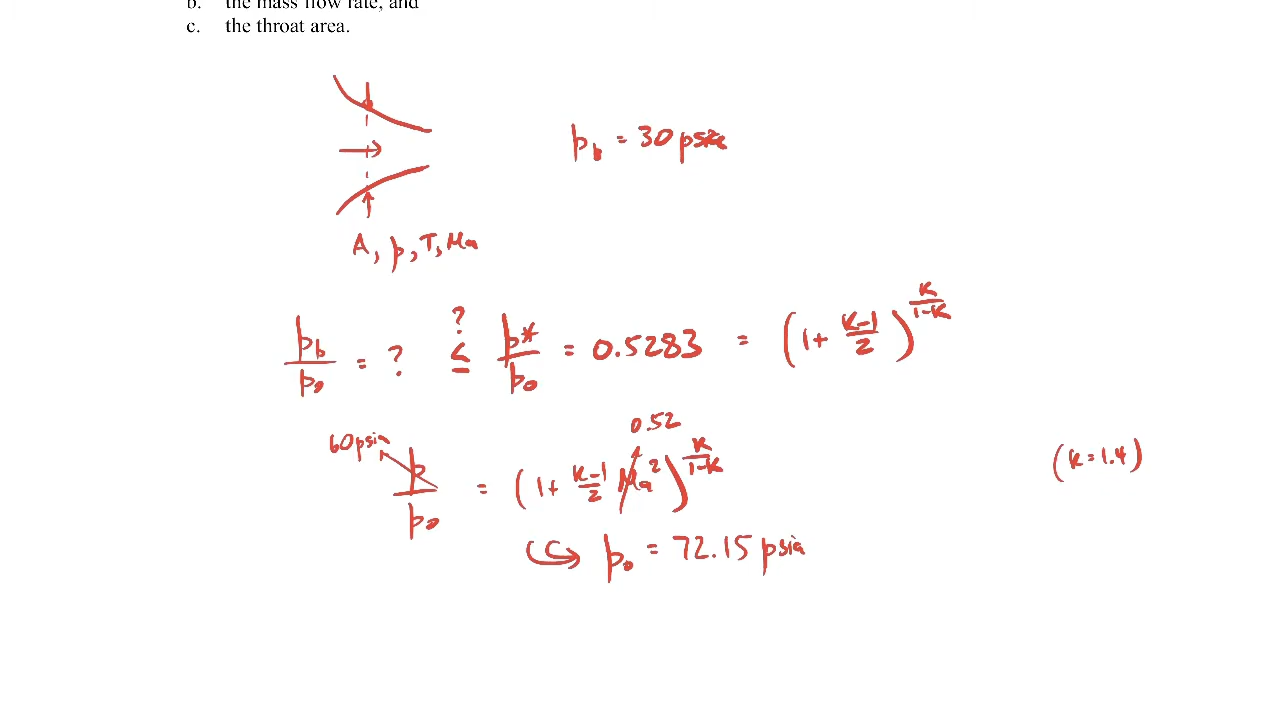 b. the mass flow rate, and
c. the throat area.
p_b = 30 psia
A, p, T, Ma
p_b/p_0 = ? ≤? p*/p_0 = 0.5283 = (1 + (k-1)/2)^(k/(1-k))
60 psia 0.52
p/p_0 = (1 + (k-1)/2 Ma^2)^(k/(1-k)) (k = 1.4)
↪ p_0 = 72.15 psia